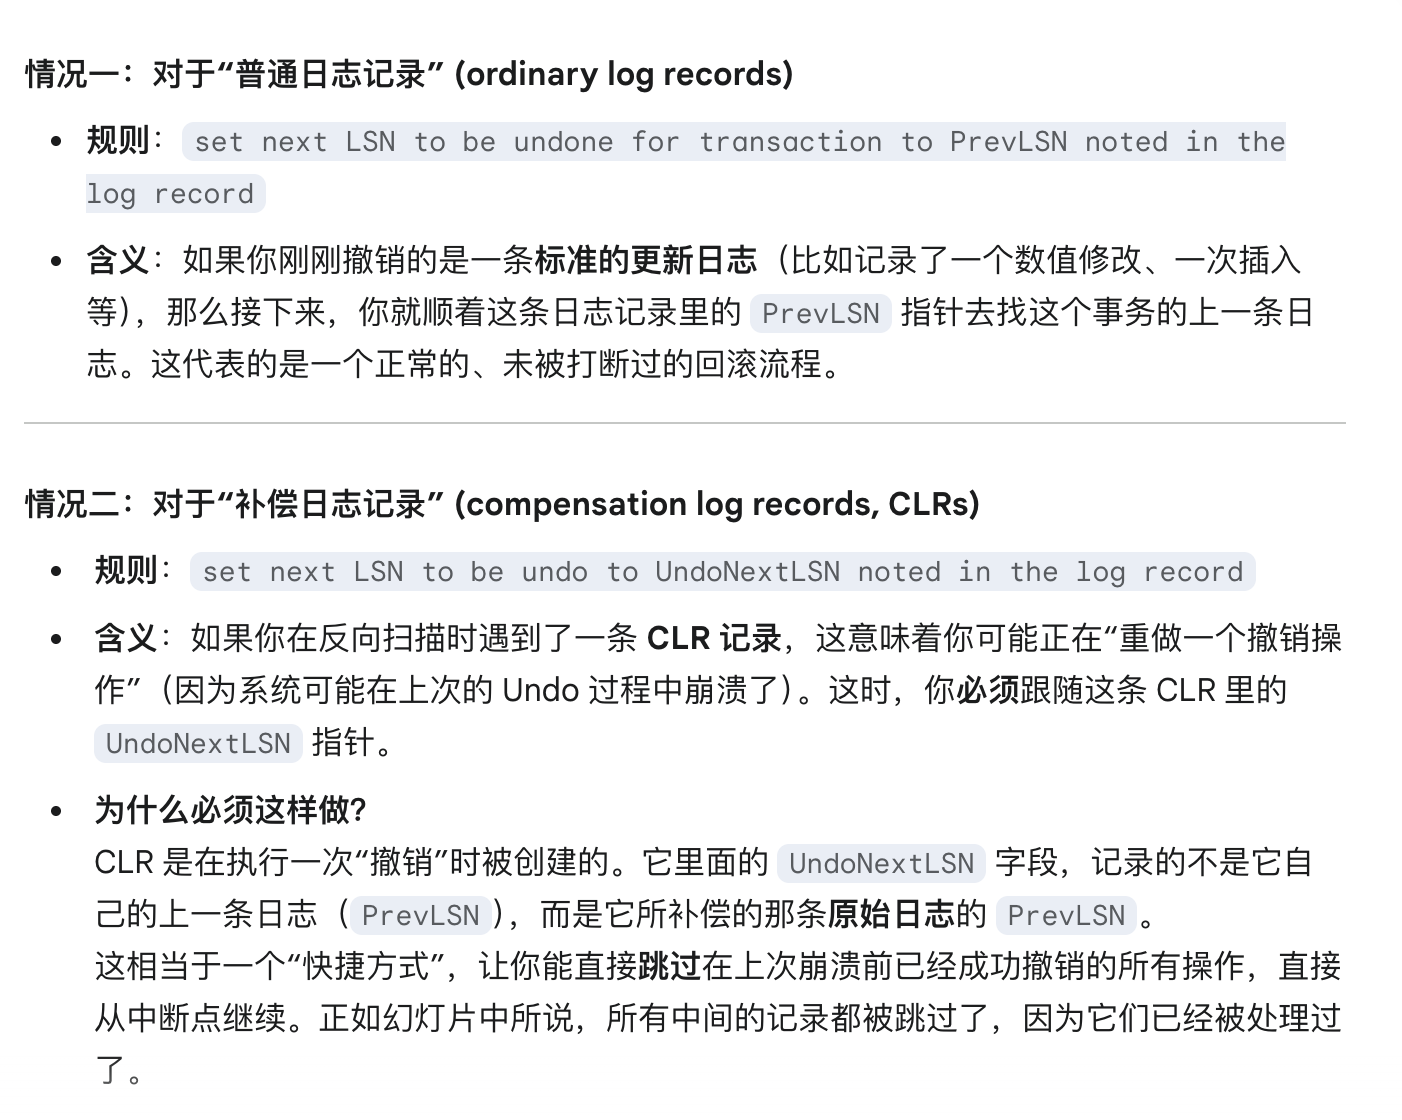 情况一：对于“普通日志记录” (ordinary log records)
• 规则： set next LSN to be undone for transaction to PrevLSN noted in the
log record
• 含义：如果你刚刚撤销的是一条标准的更新日志（比如记录了一个数值修改、一次插入
等），那么接下来，你就顺着这条日志记录里的 PrevLSN 指针去找这个事务的上一条日
志。这代表的是一个正常的、未被打断过的回滚流程。
情况二：对于“补偿日志记录” (compensation log records, CLRs)
• 规则： set next LSN to be undo to UndoNextLSN noted in the log record
• 含义：如果你在反向扫描时遇到了一条 CLR 记录，这意味着你可能正在“重做一个撤销操
作”（因为系统可能在上次的 Undo 过程中崩溃了）。这时，你必须跟随这条 CLR 里的
UndoNextLSN 指针。
• 为什么必须这样做?
CLR 是在执行一次“撤销”时被创建的。它里面的 UndoNextLSN 字段，记录的不是它自
己的上一条日志（PrevLSN），而是它所补偿的那条原始日志的 PrevLSN 。
这相当于一个“快捷方式”，让你能直接跳过在上次崩溃前已经成功撤销的所有操作，直接
从中断点继续。正如幻灯片中所说，所有中间的记录都被跳过了，因为它们已经被处理过
了。